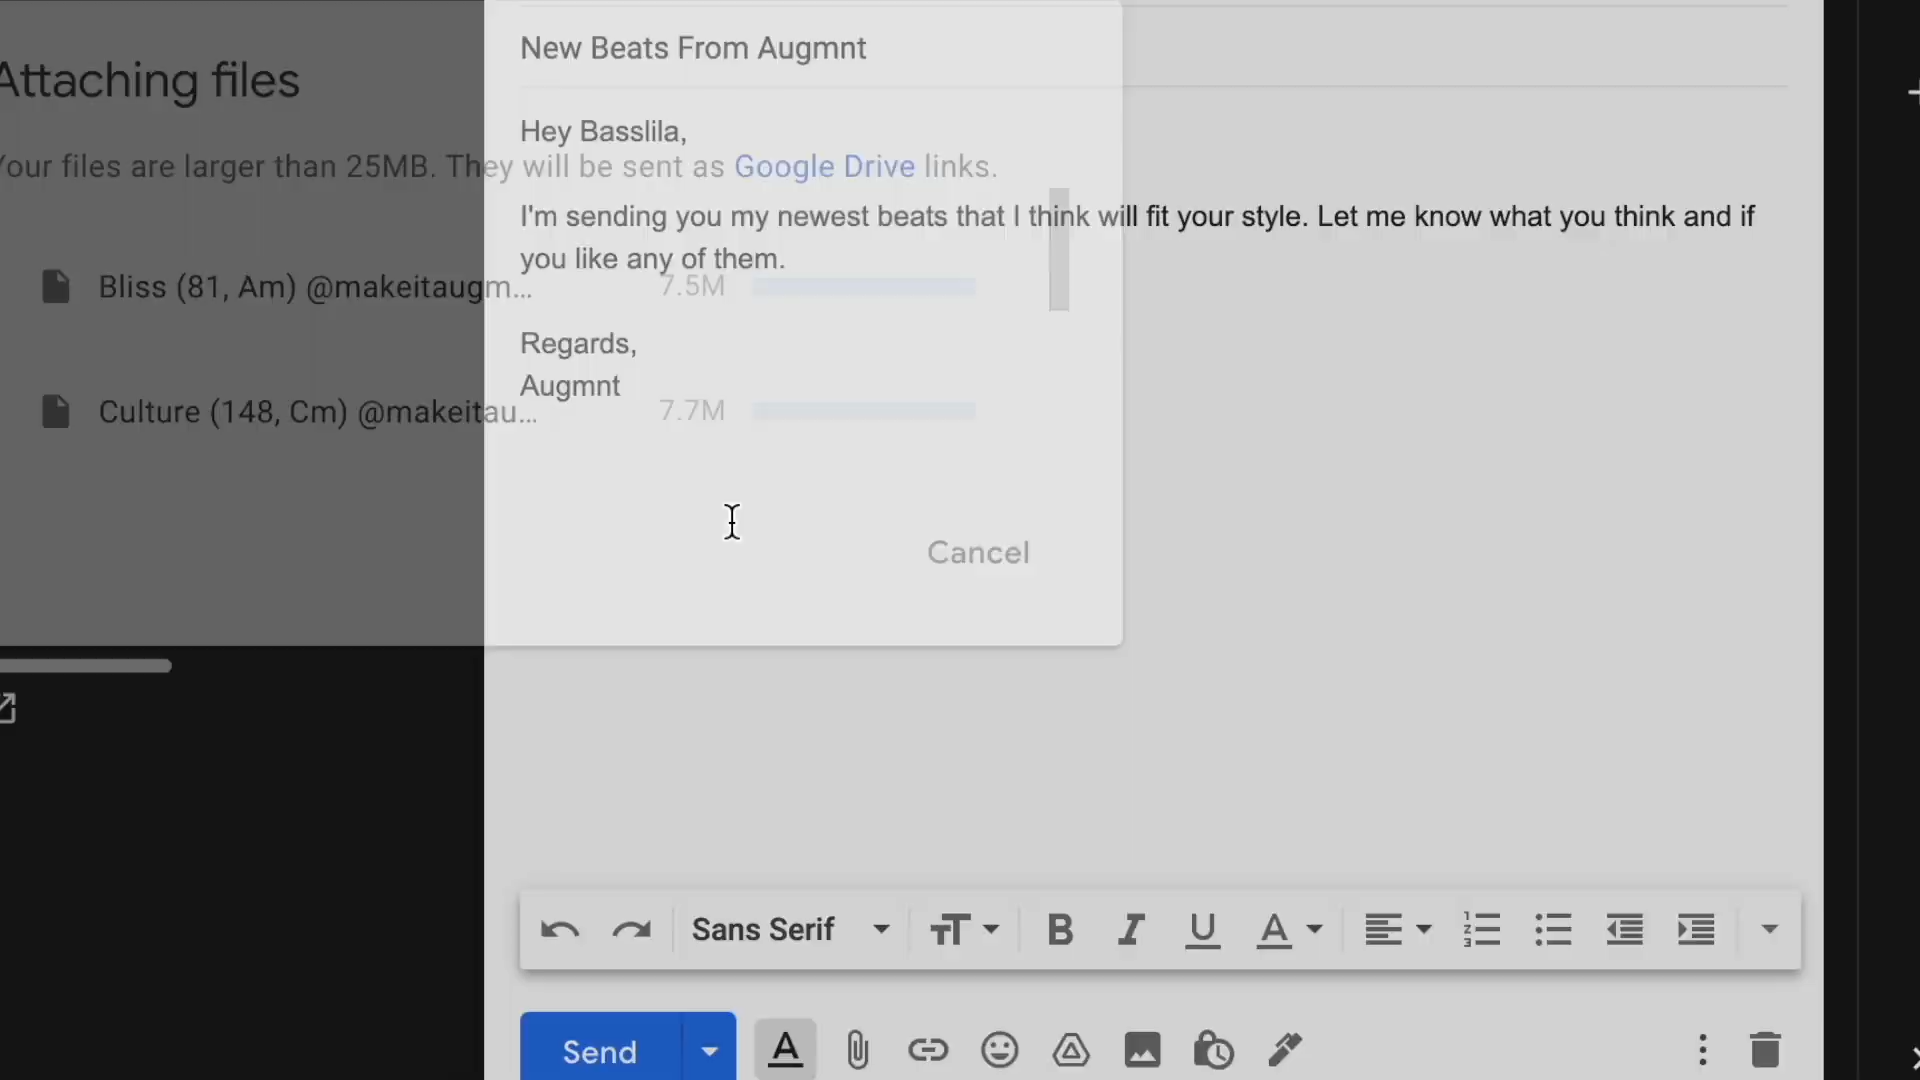 New Beats From Augmnt
Attaching files
Hey Basslila,
Your files are larger than 25MB. They will be sent as Google Drive links.
I'm sending you my newest beats that I think will fit your style. Let me know what you think and if
you like any of them.
Bliss (81, Am) @makeitaugm... 7.5M
Regards,
Augmnt
Culture (148, Cm) @makeitau... 7.7M
Cancel
Sans Serif
Send